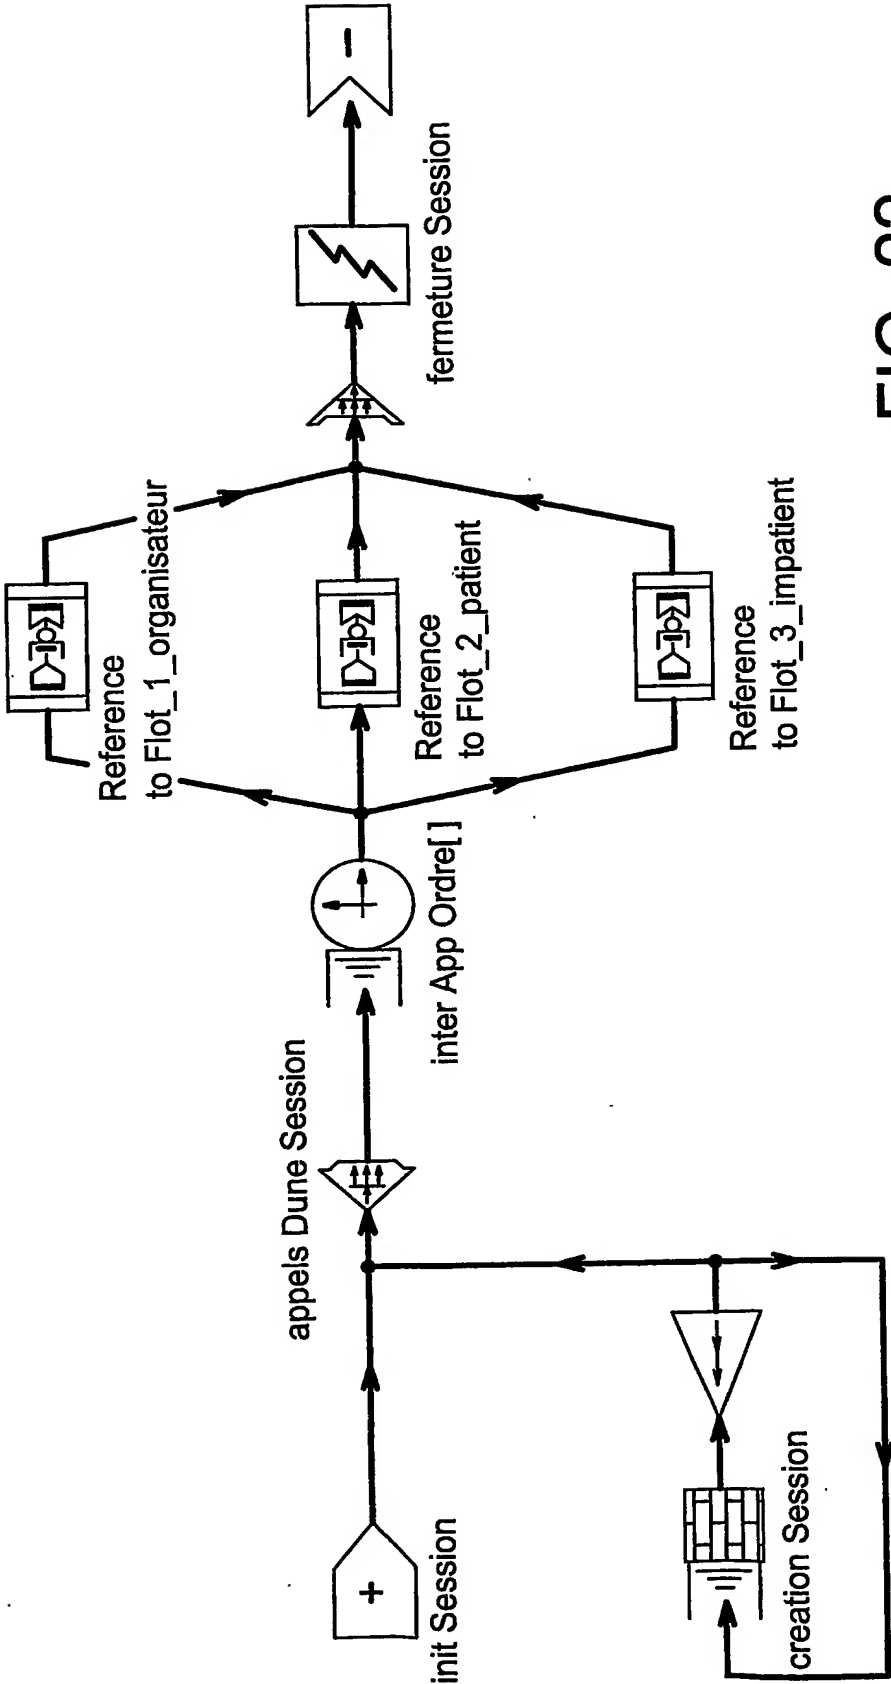 init Session
+
creation Session
appels Dune Session
inter App Ordre[ ]
Reference
to Flot_1_organisateur
Reference
to Flot_2_patient
Reference
to Flot_3_impatient
fermeture Session
−